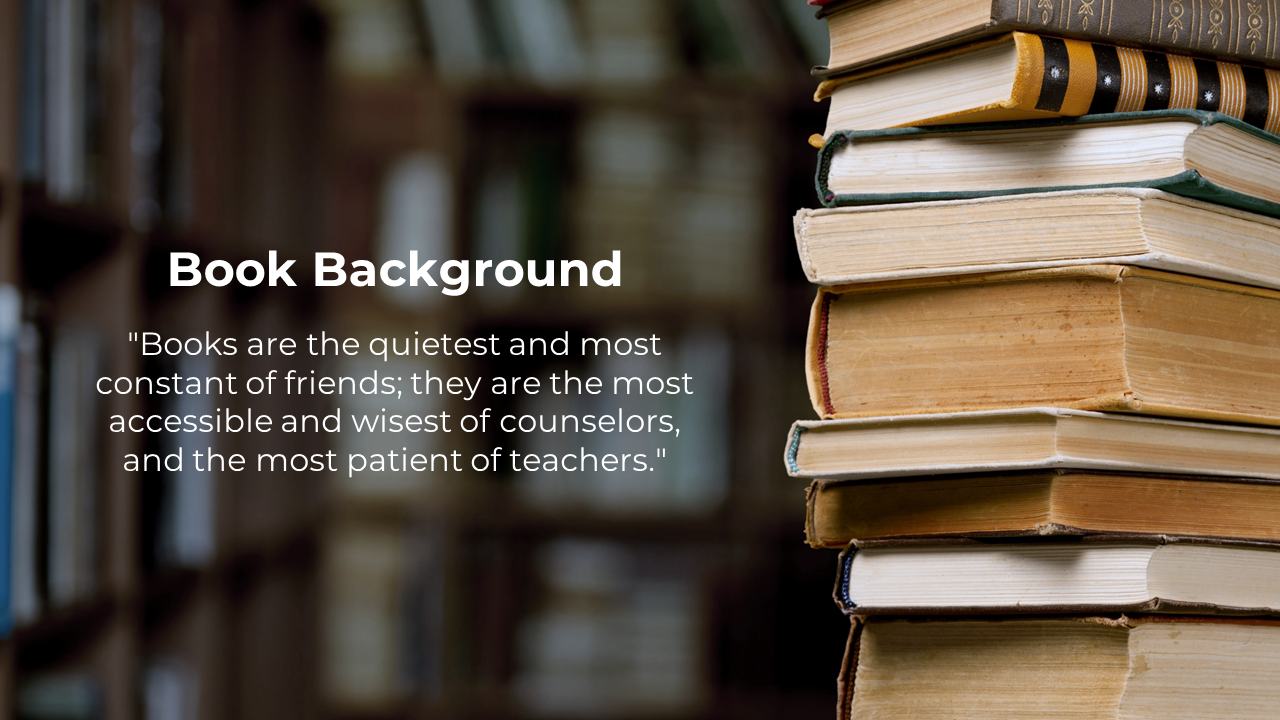 Book Background
"Books are the quietest and most
constant of friends; they are the most
accessible and wisest of counselors,
and the most patient of teachers."